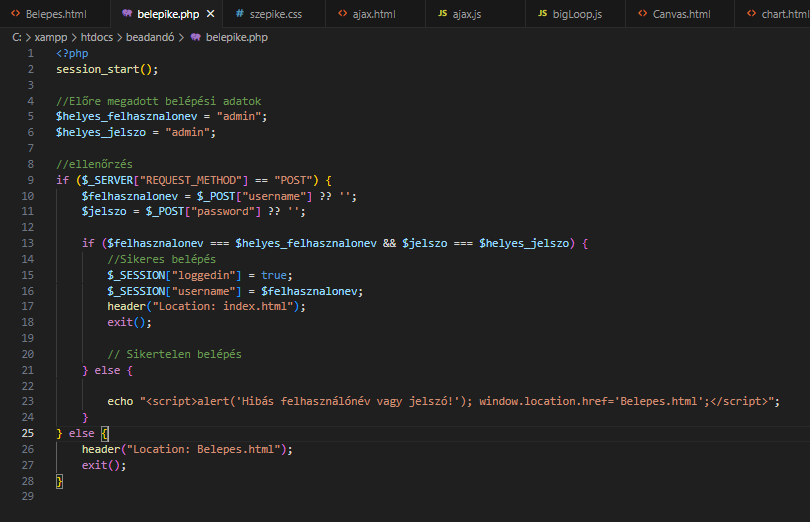 Belepes.html belepike.php szepike.css ajax.html ajax.js bigLoop.js Canvas.html chart.html
C: > xampp > htdocs > beadandó > belepike.php
1 <?php
2 session_start();
3
4 //Előre megadott belépési adatok
5 $helyes_felhasznalonev = "admin";
6 $helyes_jelszo = "admin";
7
8 //ellenőrzés
9 if ($_SERVER["REQUEST_METHOD"] == "POST") {
10 $felhasznalonev = $_POST["username"] ?? '';
11 $jelszo = $_POST["password"] ?? '';
12
13 if ($felhasznalonev === $helyes_felhasznalonev && $jelszo === $helyes_jelszo) {
14 //Sikeres belépés
15 $_SESSION["loggedin"] = true;
16 $_SESSION["username"] = $felhasznalonev;
17 header("Location: index.html");
18 exit();
19
20 // Sikertelen belépés
21 } else {
22
23 echo "<script>alert('Hibás felhasználónév vagy jelszó!'); window.location.href='Belepes.html';</script>";
24 }
25 } else {
26 header("Location: Belepes.html");
27 exit();
28 }
29